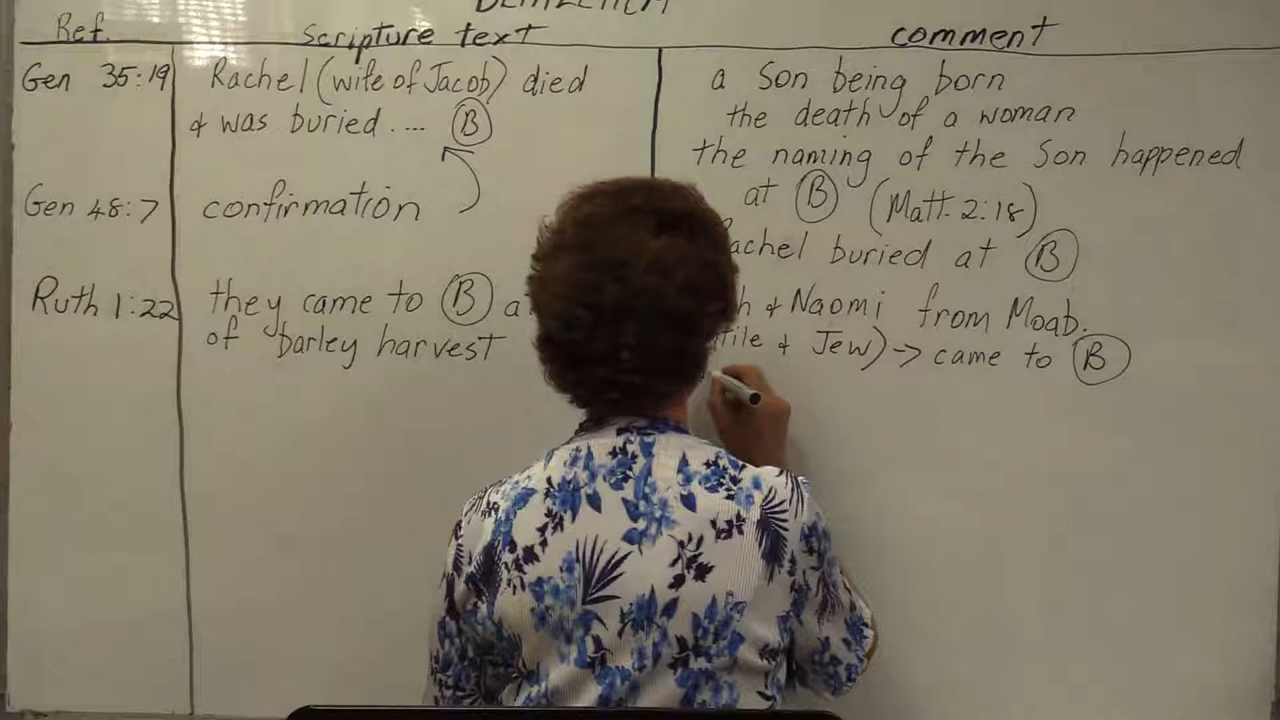 BETHLEHEM
Ref. scripture text comment
Gen 35:19 Rachel (wife of Jacob) died a Son being born
& was buried .... B the death of a woman
the naming of the Son happened
Gen 48:7 confirmation at B (Matt. 2:18)
achel buried at B
Ruth 1:22 they came to B a h & Naomi from Moab.
of barley harvest tile & Jew) -> came to B